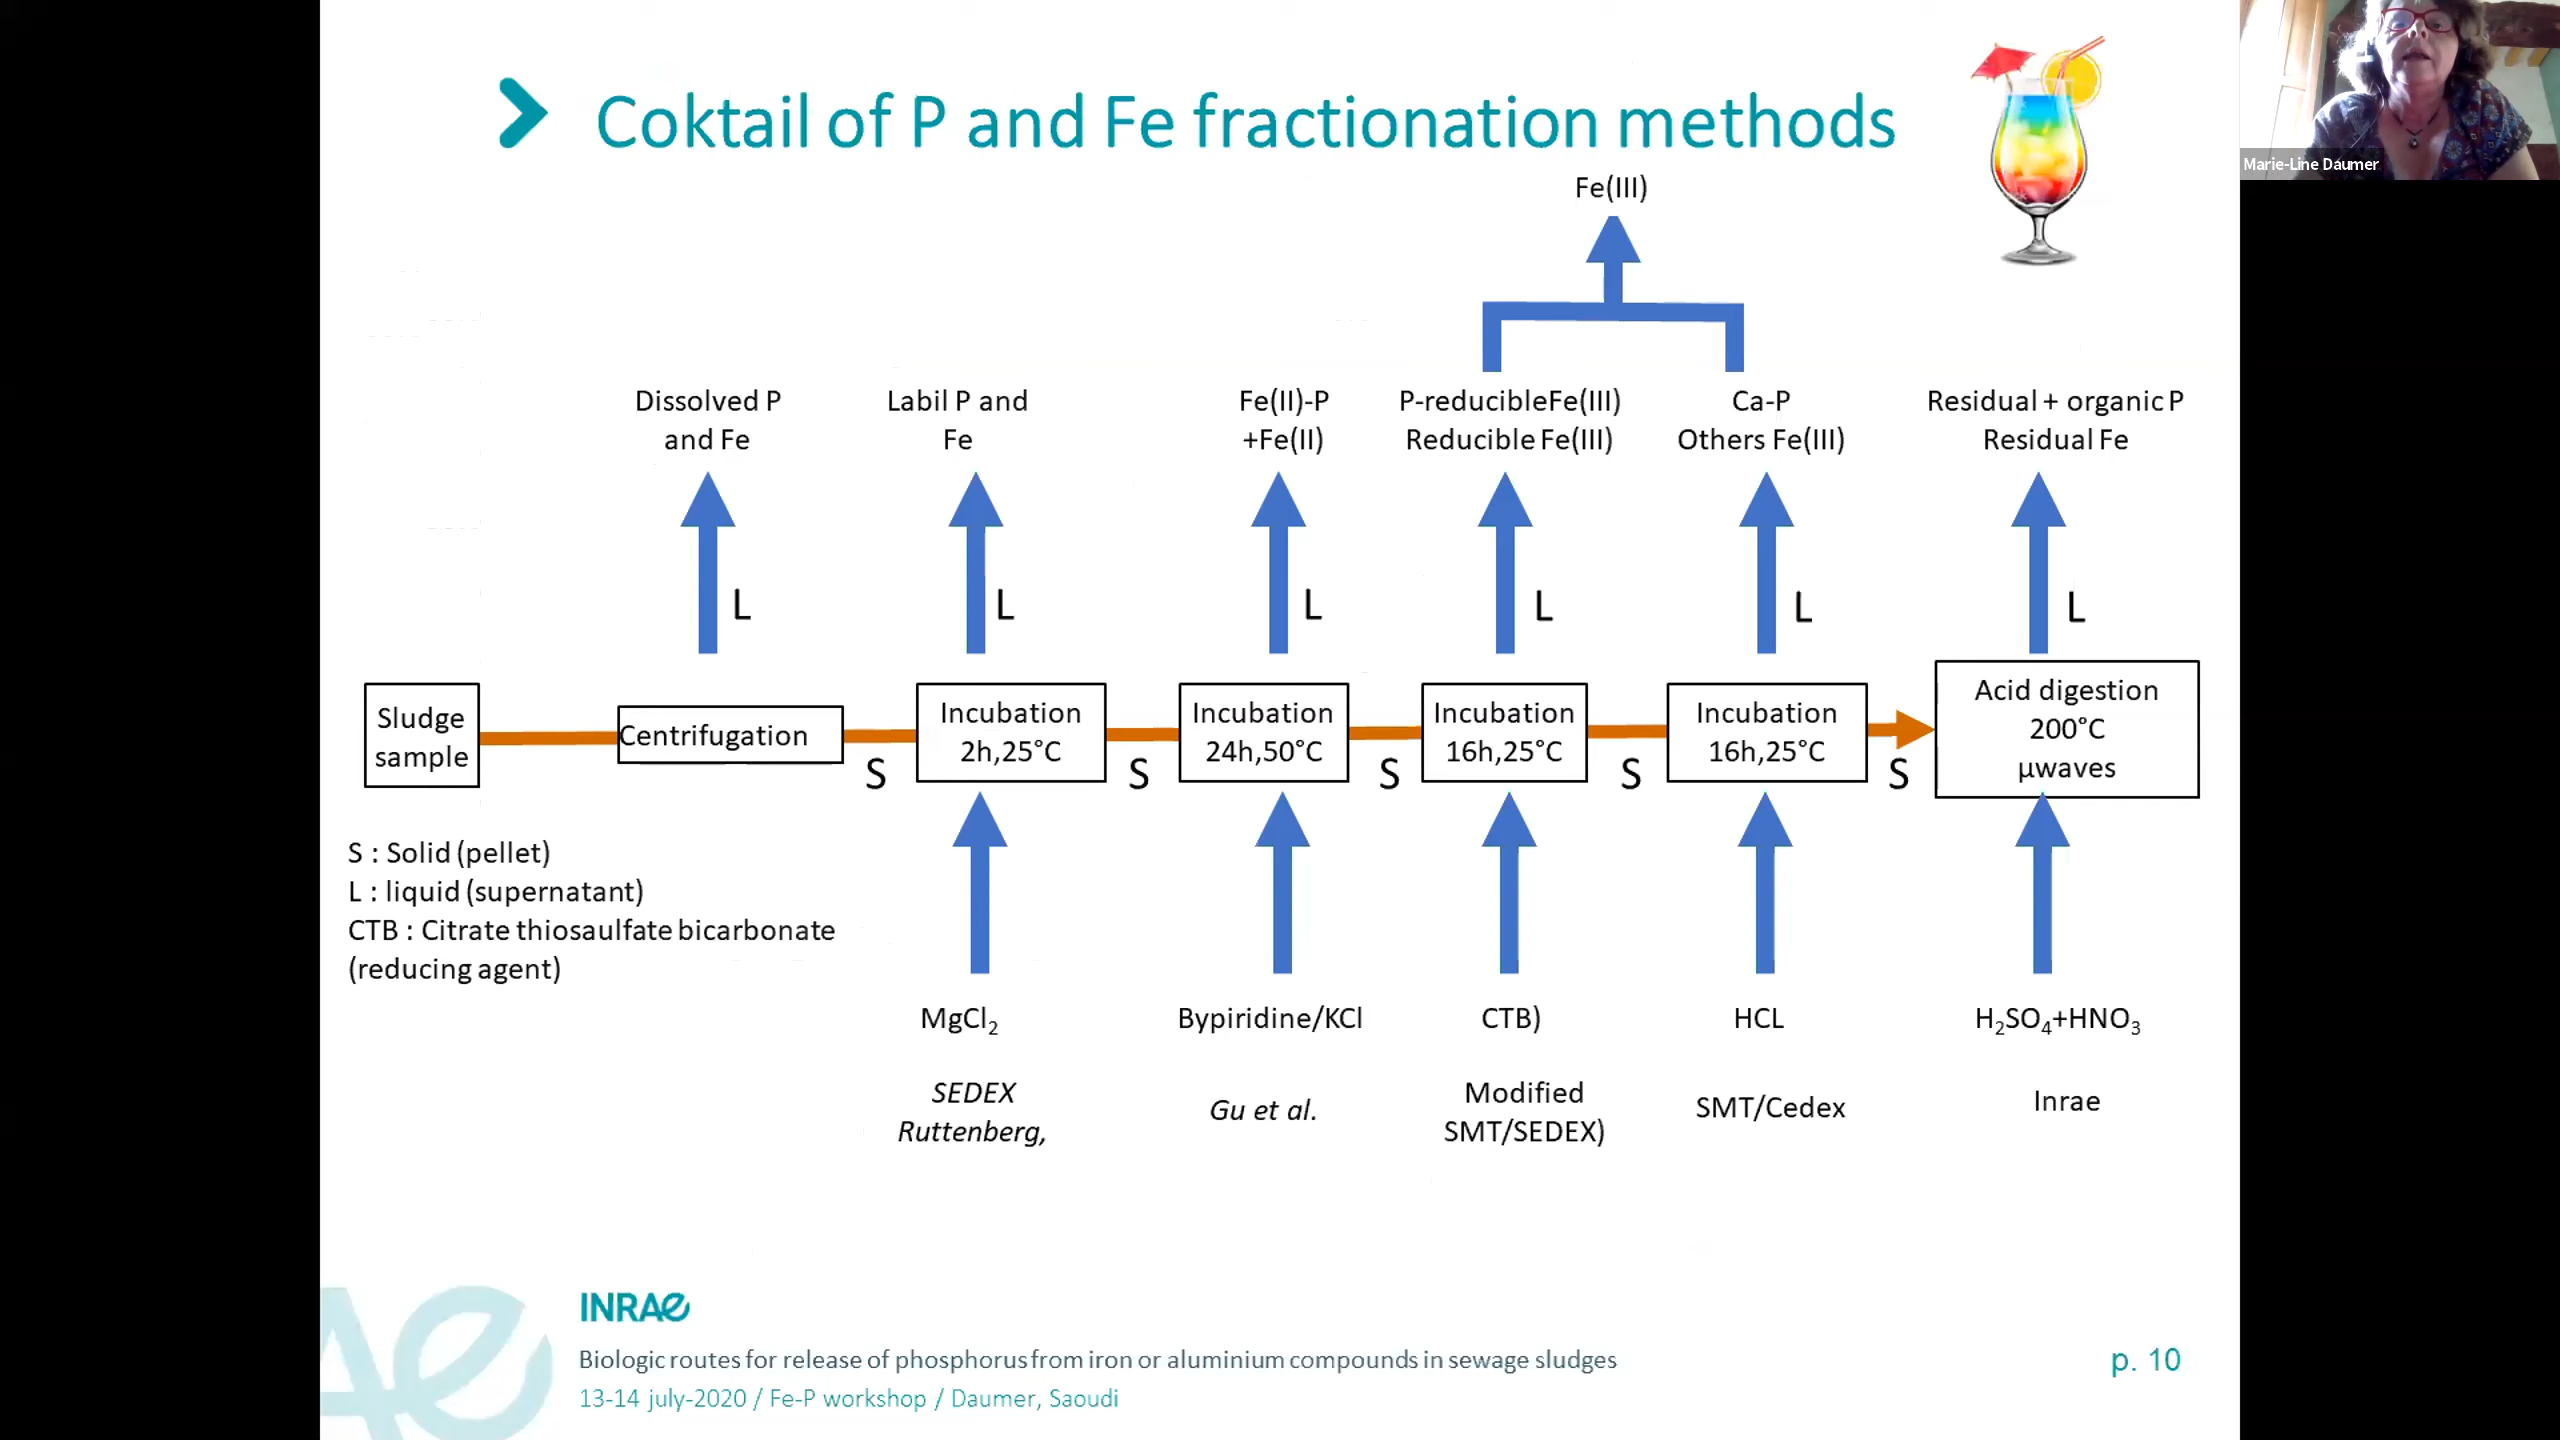 Coktail of P and Fe fractionation methods
Marie-Line Daumer
Fe(III)
Dissolved P
and Fe
Labil P and
Fe
Fe(II)-P
+Fe(II)
P-reducibleFe(III)
Reducible Fe(III)
Ca-P
Others Fe(III)
Residual + organic P
Residual Fe
L
L
L
L
L
L
Sludge
sample
Centrifugation
S
Incubation
2h,25°C
S
Incubation
24h,50°C
S
Incubation
16h,25°C
S
Incubation
16h,25°C
S
Acid digestion
200°C
µwaves
S : Solid (pellet)
L : liquid (supernatant)
CTB : Citrate thiosaulfate bicarbonate
(reducing agent)
MgCl₂
Bypiridine/KCl
CTB)
HCL
H₂SO₄+HNO₃
SEDEX
Ruttenberg,
Gu et al.
Modified
SMT/SEDEX)
SMT/Cedex
Inrae
INRAE
Biologic routes for release of phosphorus from iron or aluminium compounds in sewage sludges
13-14 july-2020 / Fe-P workshop / Daumer, Saoudi
p. 10